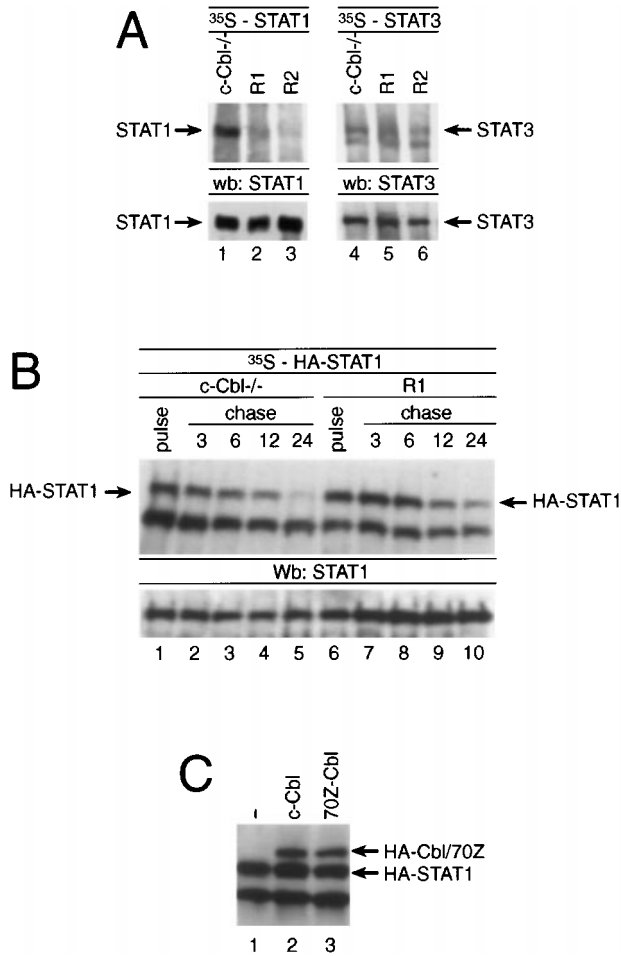 A
35S - STAT1 35S - STAT3
c-Cbl-/- R1 R2 c-Cbl-/- R1 R2
STAT1 STAT3
wb: STAT1 wb: STAT3
STAT1 STAT3
1 2 3 4 5 6
B
35S - HA-STAT1
c-Cbl-/- R1
pulse chase pulse chase
3 6 12 24 3 6 12 24
HA-STAT1 HA-STAT1
Wb: STAT1
1 2 3 4 5 6 7 8 9 10
C
- c-Cbl 70Z-Cbl
HA-Cbl/70Z
HA-STAT1
1 2 3